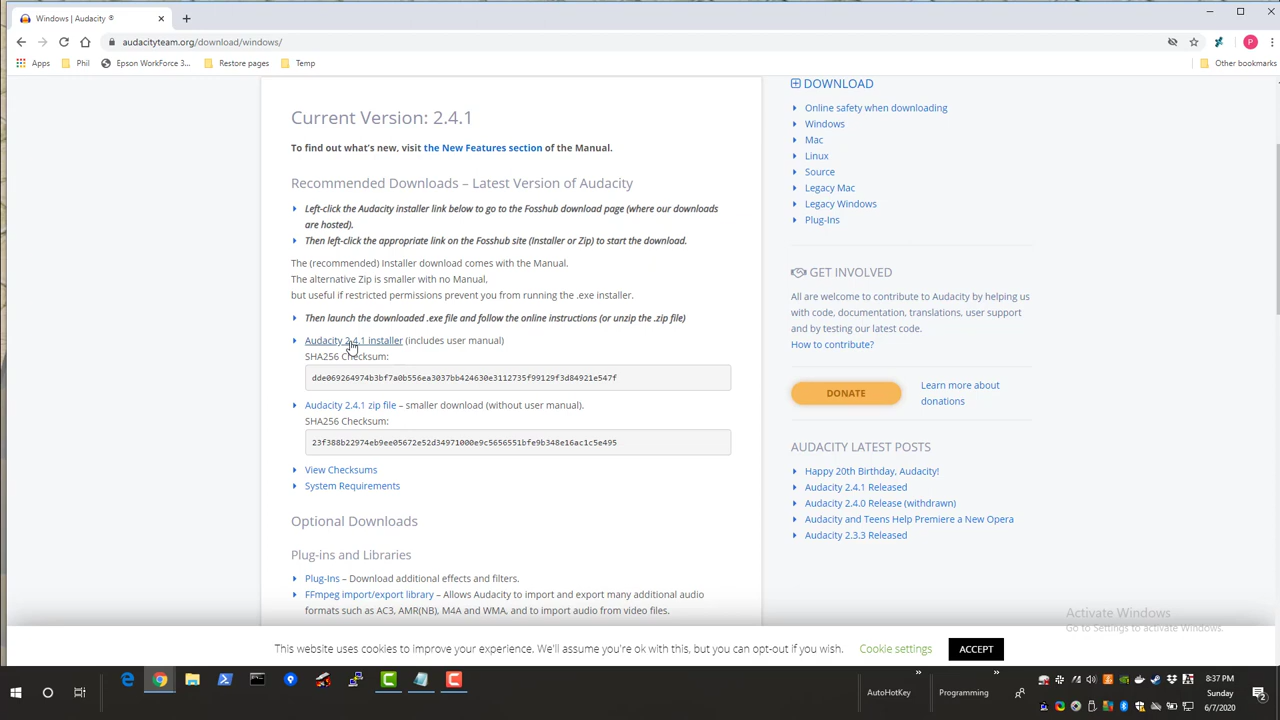 Windows | Audacity ®
audacityteam.org/download/windows/
Apps Phil Epson WorkForce 3... Restore pages Temp Other bookmarks
Current Version: 2.4.1
To find out what's new, visit the New Features section of the Manual.
Recommended Downloads – Latest Version of Audacity
Left-click the Audacity installer link below to go to the Fosshub download page (where our downloads
are hosted).
Then left-click the appropriate link on the Fosshub site (Installer or Zip) to start the download.
The (recommended) Installer download comes with the Manual.
The alternative Zip is smaller with no Manual,
but useful if restricted permissions prevent you from running the .exe installer.
Then launch the downloaded .exe file and follow the online instructions (or unzip the .zip file)
Audacity 2.4.1 installer (includes user manual)
SHA256 Checksum:
dde069264974b3bf7a0b556ea3037bb424630e3112735f99129f3d84921e547f
Audacity 2.4.1 zip file – smaller download (without user manual).
SHA256 Checksum:
23f388b22974eb9ee05672e52d34971000e9c5656551bfe9b348e16ac1c5e495
View Checksums
System Requirements
Optional Downloads
Plug-ins and Libraries
Plug-Ins – Download additional effects and filters.
FFmpeg import/export library – Allows Audacity to import and export many additional audio
formats such as AC3, AMR(NB), M4A and WMA, and to import audio from video files.
DOWNLOAD
Online safety when downloading
Windows
Mac
Linux
Source
Legacy Mac
Legacy Windows
Plug-Ins
GET INVOLVED
All are welcome to contribute to Audacity by helping us
with code, documentation, translations, user support
and by testing our latest code.
How to contribute?
DONATE
Learn more about
donations
AUDACITY LATEST POSTS
Happy 20th Birthday, Audacity!
Audacity 2.4.1 Released
Audacity 2.4.0 Release (withdrawn)
Audacity and Teens Help Premiere a New Opera
Audacity 2.3.3 Released
Activate Windows
Go to Settings to activate Windows.
This website uses cookies to improve your experience. We'll assume you're ok with this, but you can opt-out if you wish. Cookie settings ACCEPT
AutoHotKey
Programming
8:37 PM
Sunday
6/7/2020